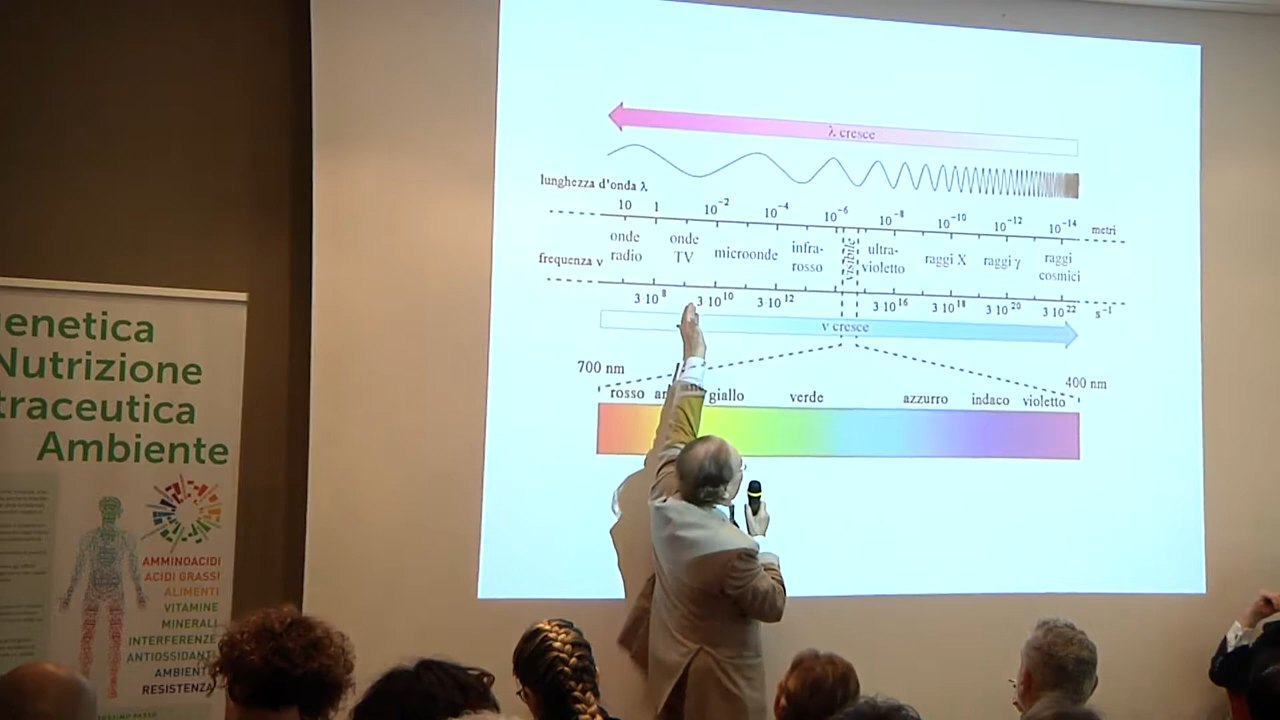 enetica
Nutrizione
traceutica
Ambiente
AMMINOACIDI
ACIDI GRASSI
ALIMENTI
VITAMINE
MINERALI
INTERFERENZE
ANTIOSSIDANTI
AMBIENTE
RESISTENZA
λ cresce
lunghezza d'onda λ
10 1 10⁻² 10⁻⁴ 10⁻⁶ 10⁻⁸ 10⁻¹⁰ 10⁻¹² 10⁻¹⁴ metri
onde radio
onde TV
microonde
infra-rosso
visibile
ultra-violetto
raggi X
raggi γ
raggi cosmici
frequenza ν
3·10⁸ 3·10¹⁰ 3·10¹² 3·10¹⁶ 3·10¹⁸ 3·10²⁰ 3·10²² s⁻¹
ν cresce
700 nm 400 nm
rosso giallo verde azzurro indaco violetto